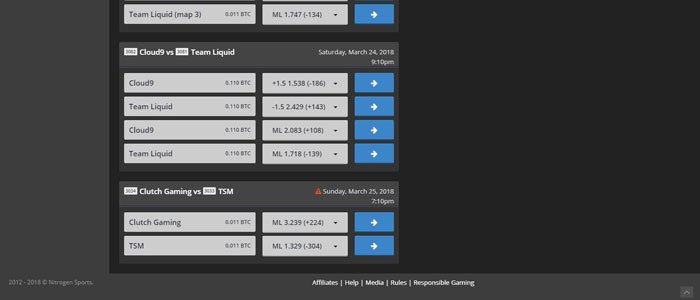 Team Liquid (map 3) 0.011 BTC ML 1.747 (-134)
3082 Cloud9 vs 3081 Team Liquid Saturday, March 24, 2018
9:10pm
Cloud9 0.110 BTC +1.5 1.538 (-186)
Team Liquid 0.110 BTC -1.5 2.429 (+143)
Cloud9 0.110 BTC ML 2.083 (+108)
Team Liquid 0.110 BTC ML 1.718 (-139)
3034 Clutch Gaming vs 3033 TSM Sunday, March 25, 2018
7:10pm
Clutch Gaming 0.011 BTC ML 3.239 (+224)
TSM 0.011 BTC ML 1.329 (-304)
2012 - 2018 © Nitrogen Sports. Affiliates | Help | Media | Rules | Responsible Gaming